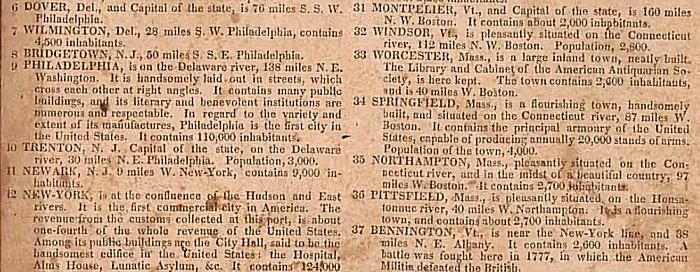 6 DOVER, Del., and Capital of the state, is 76 miles S. S. W.
Philadelphia.
7 WILMINGTON, Del., 28 miles S. W. Philadelphia, contains
4,500 inhabitants.
8 BRIDGETOWN, N. J., 50 miles S. S. E. Philadelphia.
9 PHILADELPHIA, is on the Delaware river, 138 miles N. E.
Washington. It is handsomely laid out in streets, which
cross each other at right angles. It contains many public
buildings, and its literary and benevolent institutions are
numerous and respectable. In regard to the variety and
extent of its manufactures, Philadelphia is the first city in
the United States. It contains 110,000 inhabitants.
10 TRENTON, N. J. Capital of the state, on the Delaware
river, 30 miles N. E. Philadelphia. Population, 3,000.
11 NEWARK, N. J. 9 miles W. New-York, contains 9,000 in-
habitants.
12 NEW-YORK, is at the confluence of the Hudson and East
rivers. It is the first commercial city in America. The
revenue from the customs collected at this port, is about
one-fourth of the whole revenue of the United States.
Among its public buildings are the City Hall, said to be the
handsomest edifice in the United States: the Hospital,
Alms House, Lunatic Asylum, &c. It contains 124,000
31 MONTPELIER, Vt., and Capital of the state, is 160 miles
N. W. Boston. It contains about 2,000 inhabitants.
32 WINDSOR, Vt., is pleasantly situated on the Connecticut
river, 112 miles N. W. Boston. Population, 2,800.
33 WORCESTER, Mass., is a large inland town, neatly built.
The Library and Cabinet of the American Antiquarian So-
ciety, is here kept. The town contains 2,600 inhabitants,
and is 40 miles W. Boston.
34 SPRINGFIELD, Mass., is a flourishing town, handsomely
built, and situated on the Connecticut river, 87 miles W.
Boston. It contains the principal armoury of the United
States, capable of producing annually 20,000 stands of arms.
Population of the town, 4,000.
35 NORTHAMPTON, Mass., pleasantly situated on the Con-
necticut river, and in the midst of a beautiful country, 97
miles W. Boston. It contains 2,700 inhabitants.
36 PITTSFIELD, Mass., is pleasantly situated on the Housa-
tonnuc river, 40 miles W. Northampton. It is a flourishing
town, and contains about 2,700 inhabitants.
37 BENNINGTON, Vt., is near the New-York line, and 38
miles N. E. Albany. It contains 2,600 inhabitants. A
battle was fought here in 1777, in which the American
Militia defeated the British.